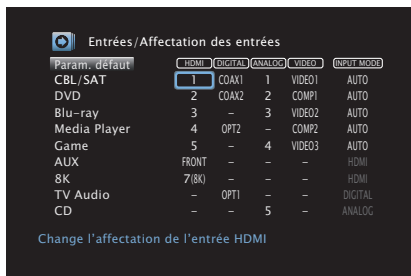 Entrées/Affectation des entrées
Param. défaut HDMI DIGITAL ANALOG VIDEO INPUT MODE
CBL/SAT 1 COAX1 1 VIDEO1 AUTO
DVD 2 COAX2 2 COMP1 AUTO
Blu-ray 3 – 3 VIDEO2 AUTO
Media Player 4 OPT2 – COMP2 AUTO
Game 5 – 4 VIDEO3 AUTO
AUX FRONT – – – HDMI
8K 7(8K) – – – HDMI
TV Audio – OPT1 – – DIGITAL
CD – – 5 – ANALOG
Change l'affectation de l'entrée HDMI